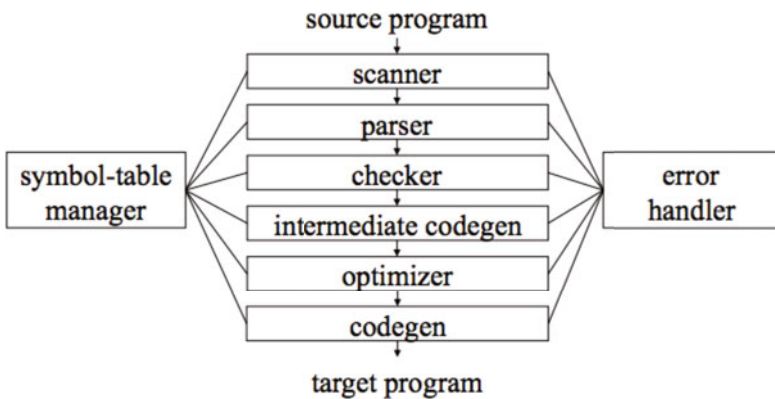 source program
scanner
parser
symbol-table
manager
checker
error
handler
intermediate codegen
optimizer
codegen
target program